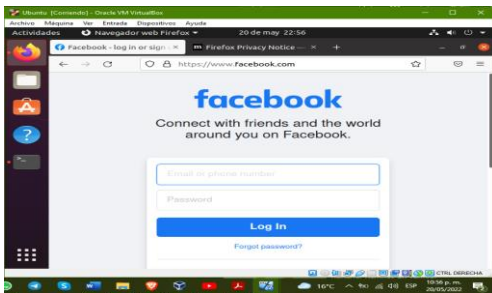 Ubuntu [Corriendo] - Oracle VM VirtualBox
Archivo Máquina Ver Entrada Dispositivos Ayuda
Actividades Navegador web Firefox 20 de may 22:56
Facebook - log in or sign Firefox Privacy Notice —
https://www.facebook.com
facebook
Connect with friends and the world
around you on Facebook.
Email or phone number
Password
Log In
Forgot password?
CTRL DERECHA
16°C ESP 10:56 p. m.
20/05/2022